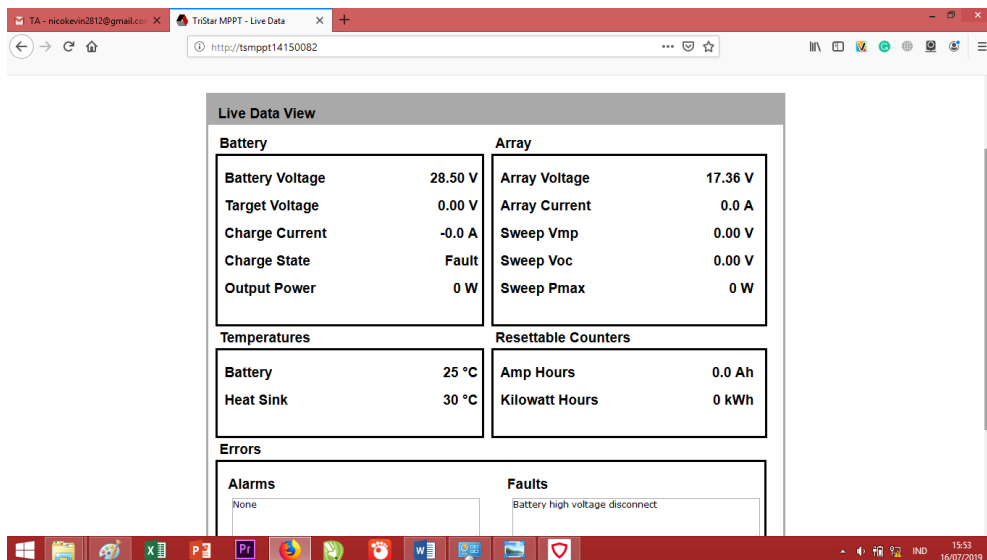 TA - nicokevin2812@gmail.co
TriStar MPPT - Live Data
http://tsmppt14150082
Live Data View
Battery
Battery Voltage 28.50 V
Target Voltage 0.00 V
Charge Current -0.0 A
Charge State Fault
Output Power 0 W
Array
Array Voltage 17.36 V
Array Current 0.0 A
Sweep Vmp 0.00 V
Sweep Voc 0.00 V
Sweep Pmax 0 W
Temperatures
Battery 25 °C
Heat Sink 30 °C
Resettable Counters
Amp Hours 0.0 Ah
Kilowatt Hours 0 kWh
Errors
Alarms
None
Faults
Battery high voltage disconnect
IND
15:53
16/07/2019